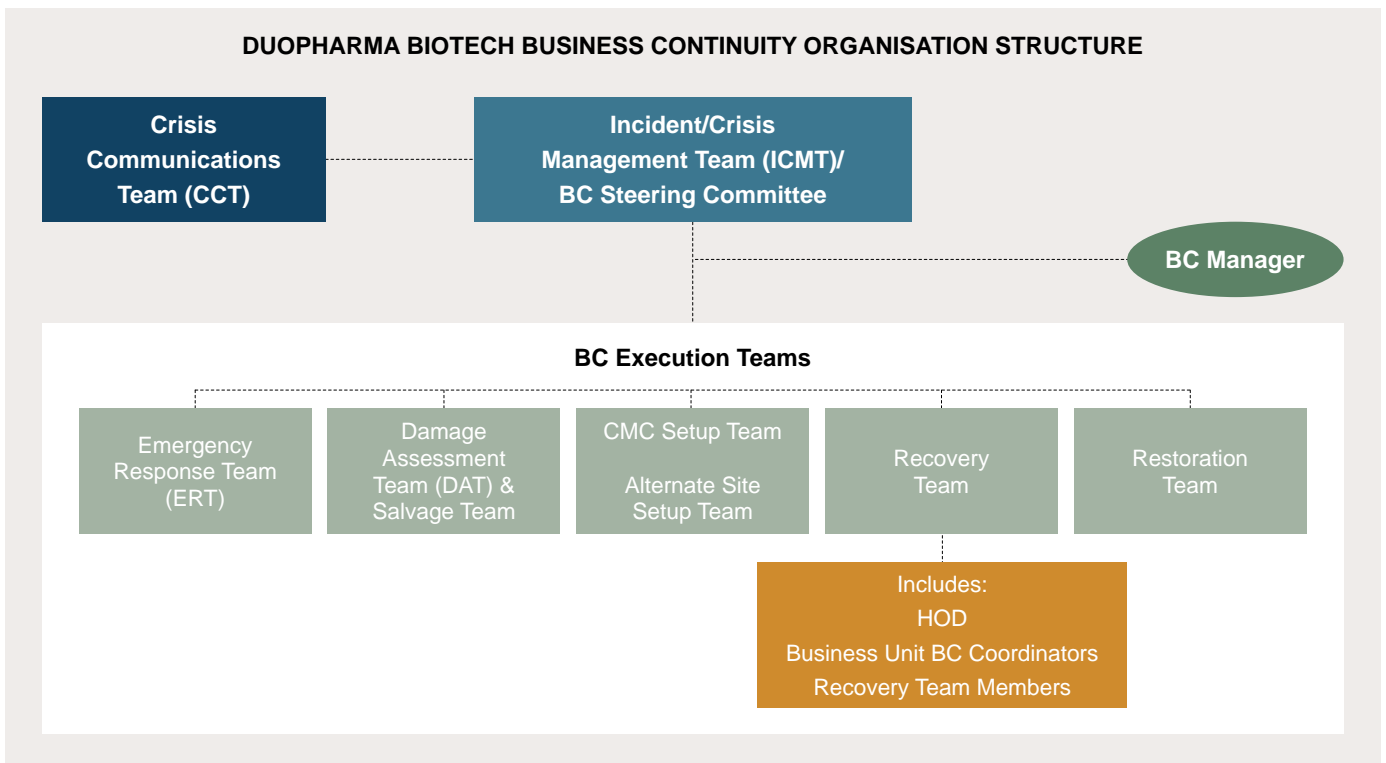 DUOPHARMA BIOTECH BUSINESS CONTINUITY ORGANISATION STRUCTURE
Crisis
Communications
Team (CCT)
Incident/Crisis
Management Team (ICMT)/
BC Steering Committee
BC Manager
BC Execution Teams
Emergency
Response Team
(ERT)
Damage
Assessment
Team (DAT) &
Salvage Team
CMC Setup Team
Alternate Site
Setup Team
Recovery
Team
Restoration
Team
Includes:
HOD
Business Unit BC Coordinators
Recovery Team Members